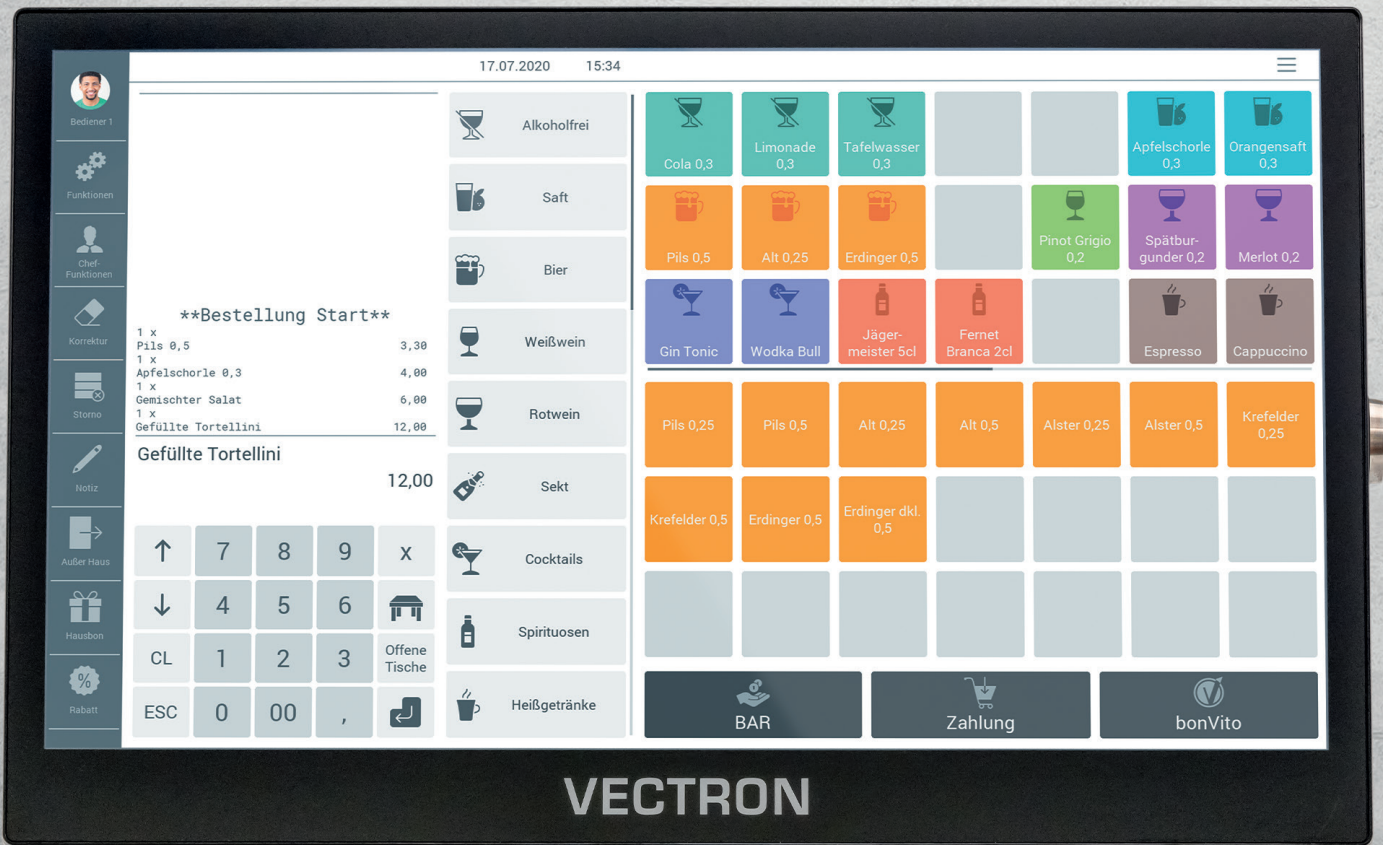 17.07.2020 15:34
Bediener 1
Funktionen
Chef-
Funktionen
Korrektur
Storno
Notiz
Außer Haus
Hausbon
%
Rabatt
**Bestellung Start**
1 x
Pils 0,5 3,30
1 x
Apfelschorle 0,3 4,00
1 x
Gemischter Salat 6,00
1 x
Gefüllte Tortellini 12,00
Gefüllte Tortellini
12,00
↑ 7 8 9 x
↓ 4 5 6
CL 1 2 3 Offene
Tische
ESC 0 00 ,
Alkoholfrei
Saft
Bier
Weißwein
Rotwein
Sekt
Cocktails
Spirituosen
Heißgetränke
Cola 0,3
Limonade
0,3
Tafelwasser
0,3
Apfelschorle
0,3
Orangensaft
0,3
Pils 0,5
Alt 0,25
Erdinger 0,5
Pinot Grigio
0,2
Spätbur-
gunder 0,2
Merlot 0,2
Gin Tonic
Wodka Bull
Jäger-
meister 5cl
Fernet
Branca 2cl
Espresso
Cappuccino
Pils 0,25
Pils 0,5
Alt 0,25
Alt 0,5
Alster 0,25
Alster 0,5
Krefelder
0,25
Krefelder 0,5
Erdinger 0,5
Erdinger dkl.
0,5
BAR
Zahlung
bonVito
VECTRON